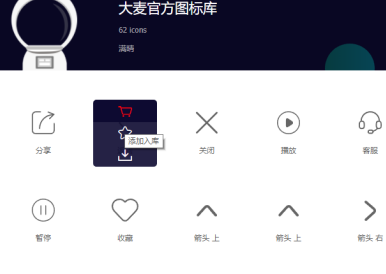 大麦官方图标库
62 icons
满晴
分享
添加入库
关闭
播放
客服
暂停
收藏
箭头 上
箭头 上
箭头 右